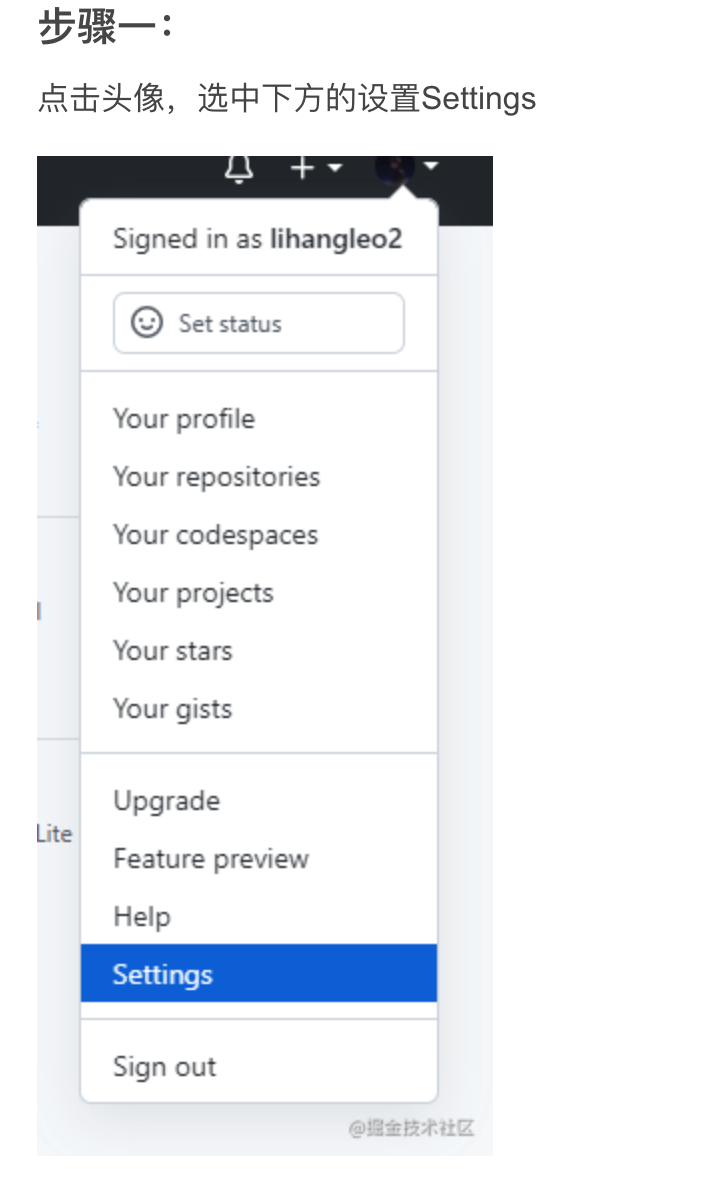 步骤一：
点击头像，选中下方的设置Settings
Signed in as lihangleo2
Set status
Your profile
Your repositories
Your codespaces
Your projects
Your stars
Your gists
Upgrade
Lite
Feature preview
Help
Settings
Sign out
@掘金技术社区